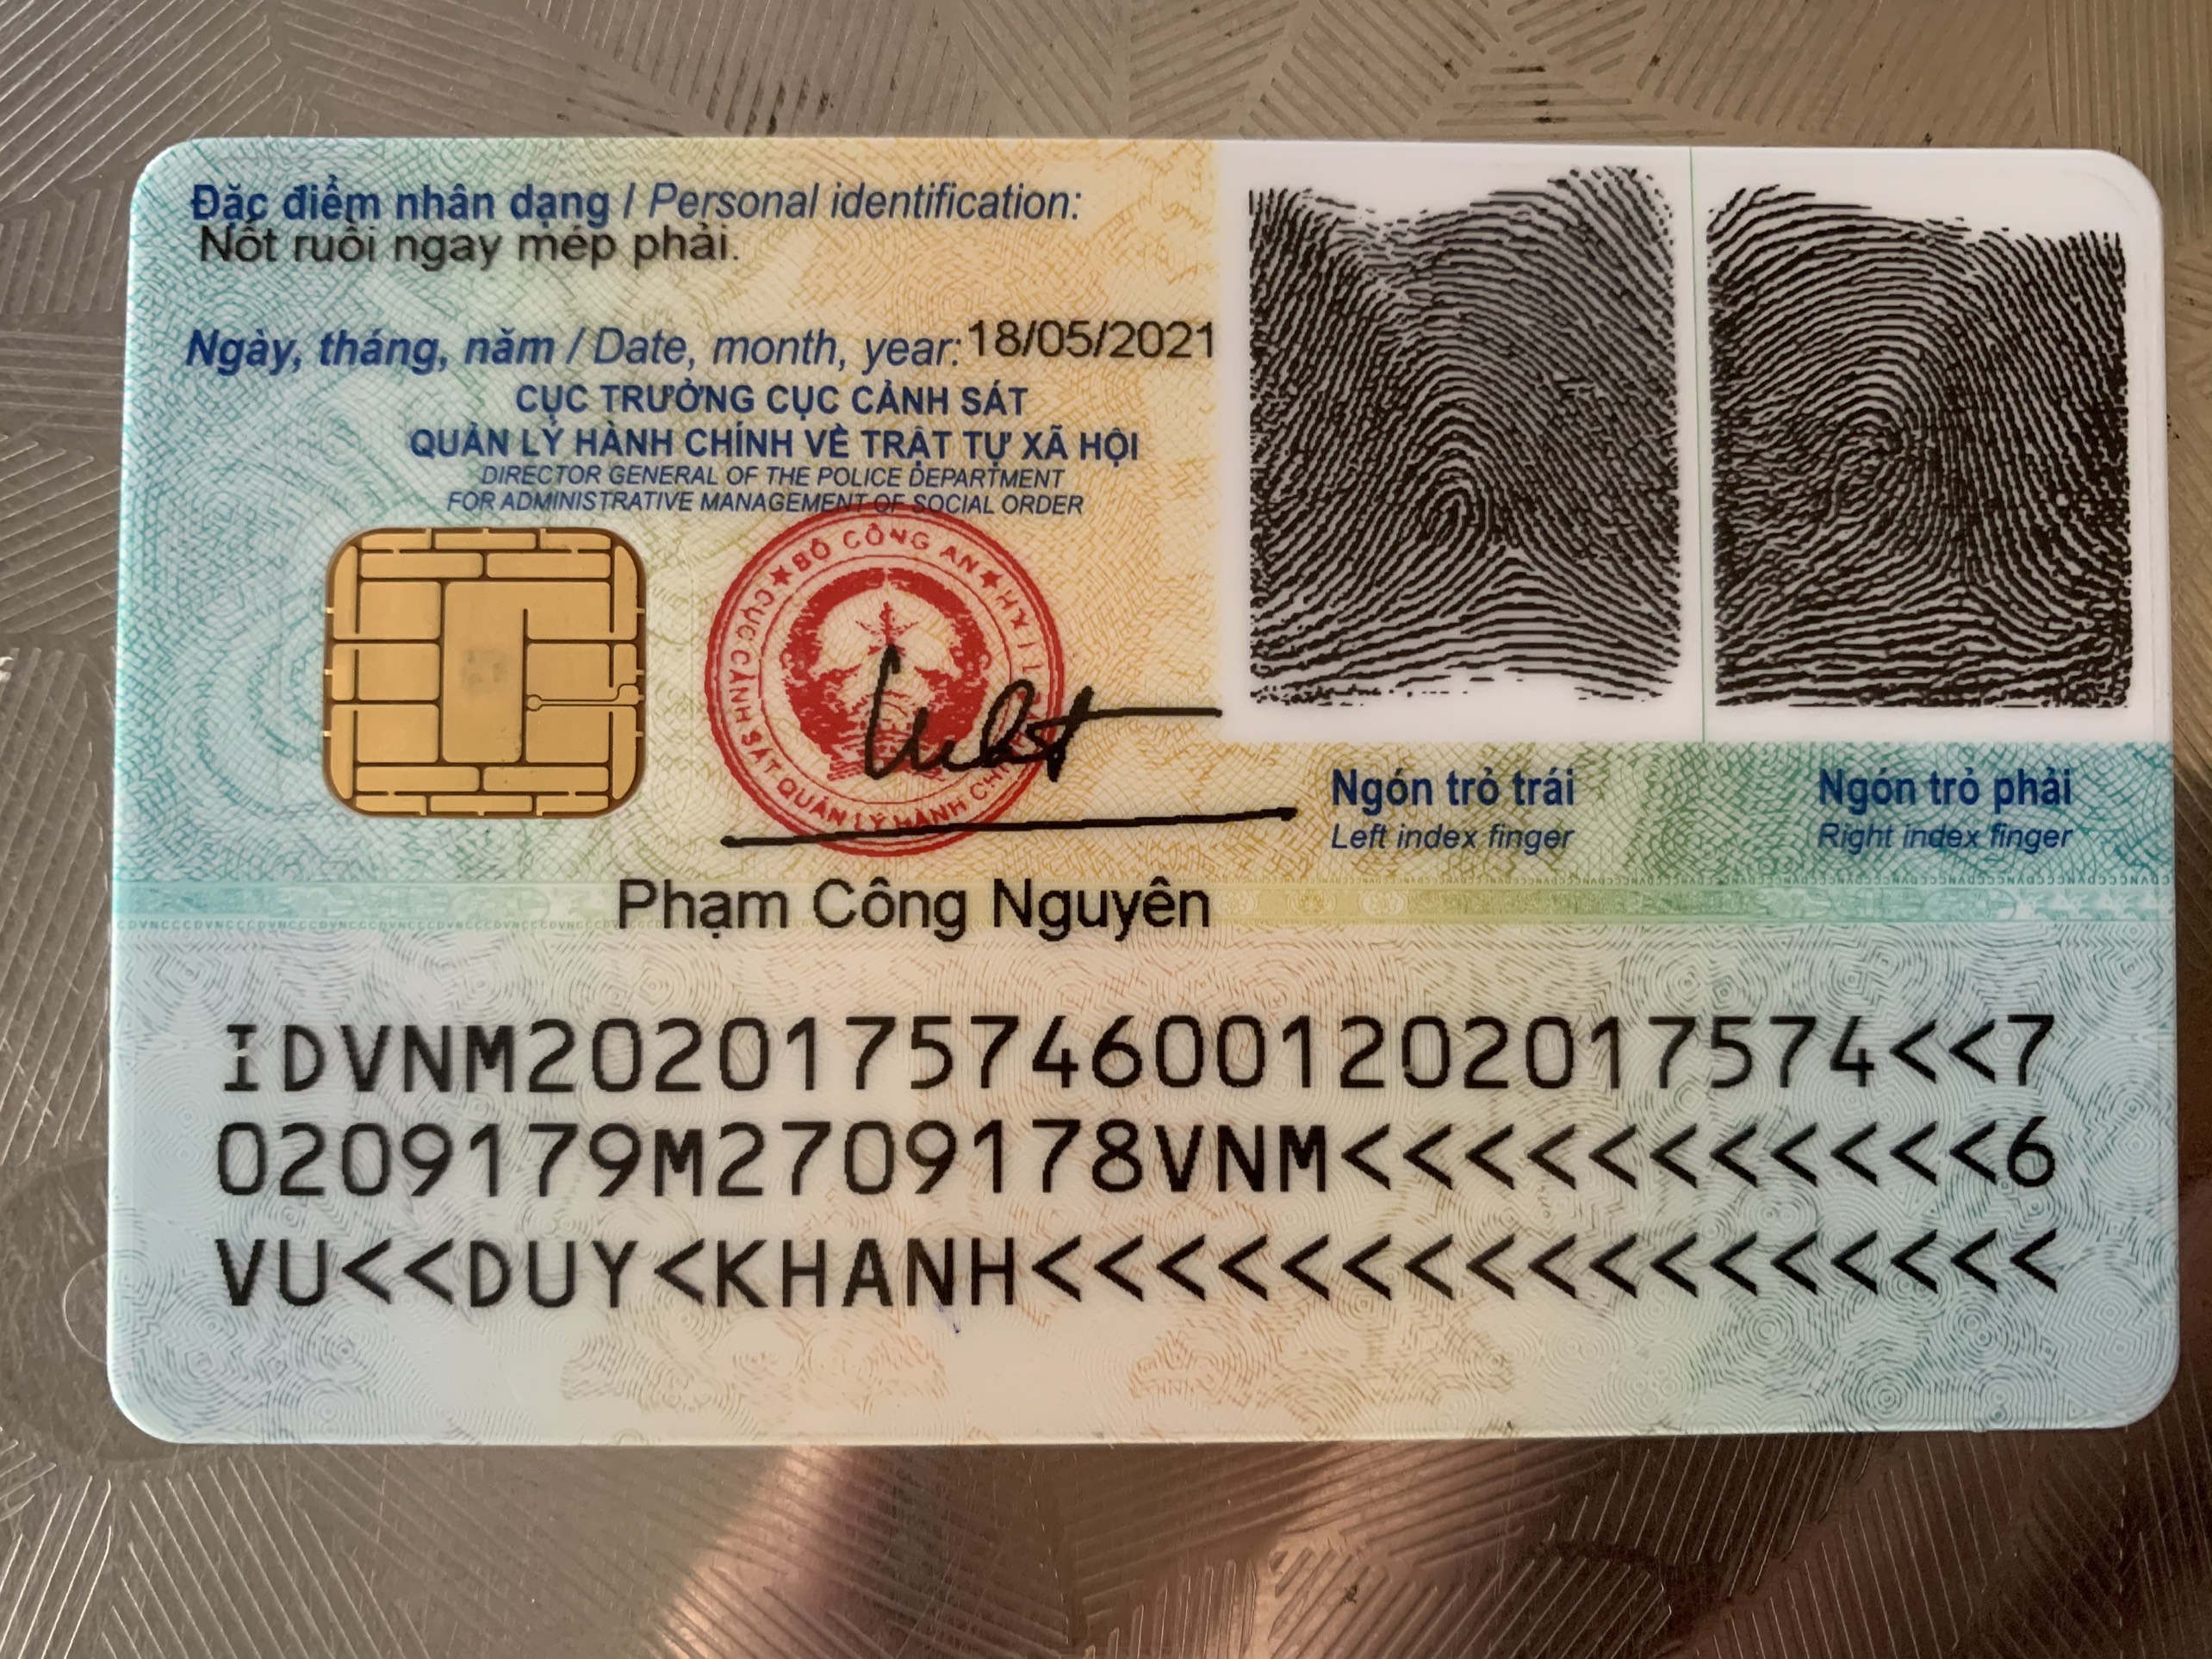 Đặc điểm nhân dạng / Personal identification:
Nốt ruồi ngay mép phải.
Ngày, tháng, năm / Date, month, year: 18/05/2021
CỤC TRƯỞNG CỤC CẢNH SÁT
QUẢN LÝ HÀNH CHÍNH VỀ TRẬT TỰ XÃ HỘI
DIRECTOR GENERAL OF THE POLICE DEPARTMENT
FOR ADMINISTRATIVE MANAGEMENT OF SOCIAL ORDER
★ BỘ CÔNG AN ★
CỤC CẢNH SÁT QUẢN LÝ HÀNH
Ngón trỏ trái
Left index finger
Ngón trỏ phải
Right index finger
Phạm Công Nguyên
IDVNM2020175746001202017574<<7
0209179M2709178VNM<<<<<<<<<<<6
VU<<DUY<KHANH<<<<<<<<<<<<<<<<<